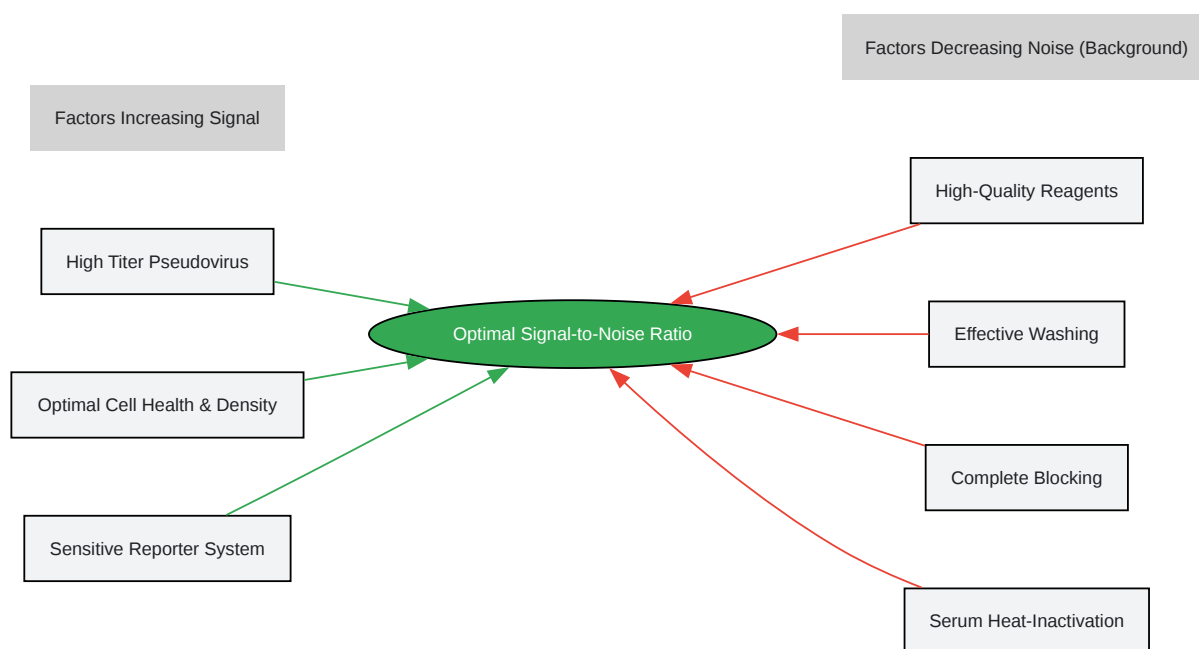 Factors Decreasing Noise (Background)
Factors Increasing Signal
High-Quality Reagents
High Titer Pseudovirus
Optimal Signal-to-Noise Ratio
Effective Washing
Optimal Cell Health & Density
Complete Blocking
Sensitive Reporter System
Serum Heat-Inactivation